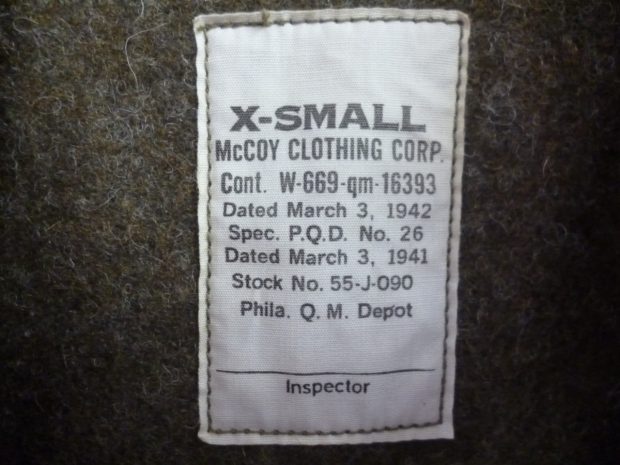 X-SMALL
McCOY CLOTHING CORP.
Cont. W-669-qm-16393
Dated March 3, 1942
Spec. P.Q.D. No. 26
Dated March 3, 1941
Stock No. 55-J-090
Phila. Q. M. Depot
Inspector